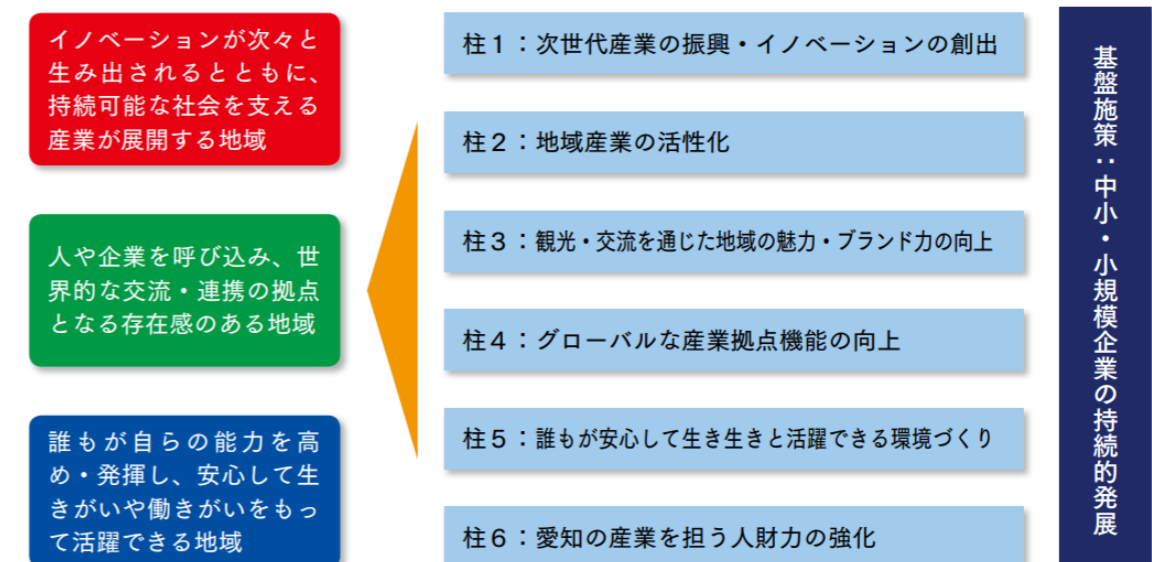 イノベーションが次々と
生み出されるとともに、
持続可能な社会を支える
産業が展開する地域
人や企業を呼び込み、世
界的な交流・連携の拠点
となる存在感のある地域
誰もが自らの能力を高
め・発揮し、安心して生
きがいや働きがいをもっ
て活躍できる地域
柱1：次世代産業の振興・イノベーションの創出
柱2：地域産業の活性化
柱3：観光・交流を通じた地域の魅力・ブランド力の向上
柱4：グローバルな産業拠点機能の向上
柱5：誰もが安心して生き生きと活躍できる環境づくり
柱6：愛知の産業を担う人財力の強化
基盤施策：中小・小規模企業の持続的発展